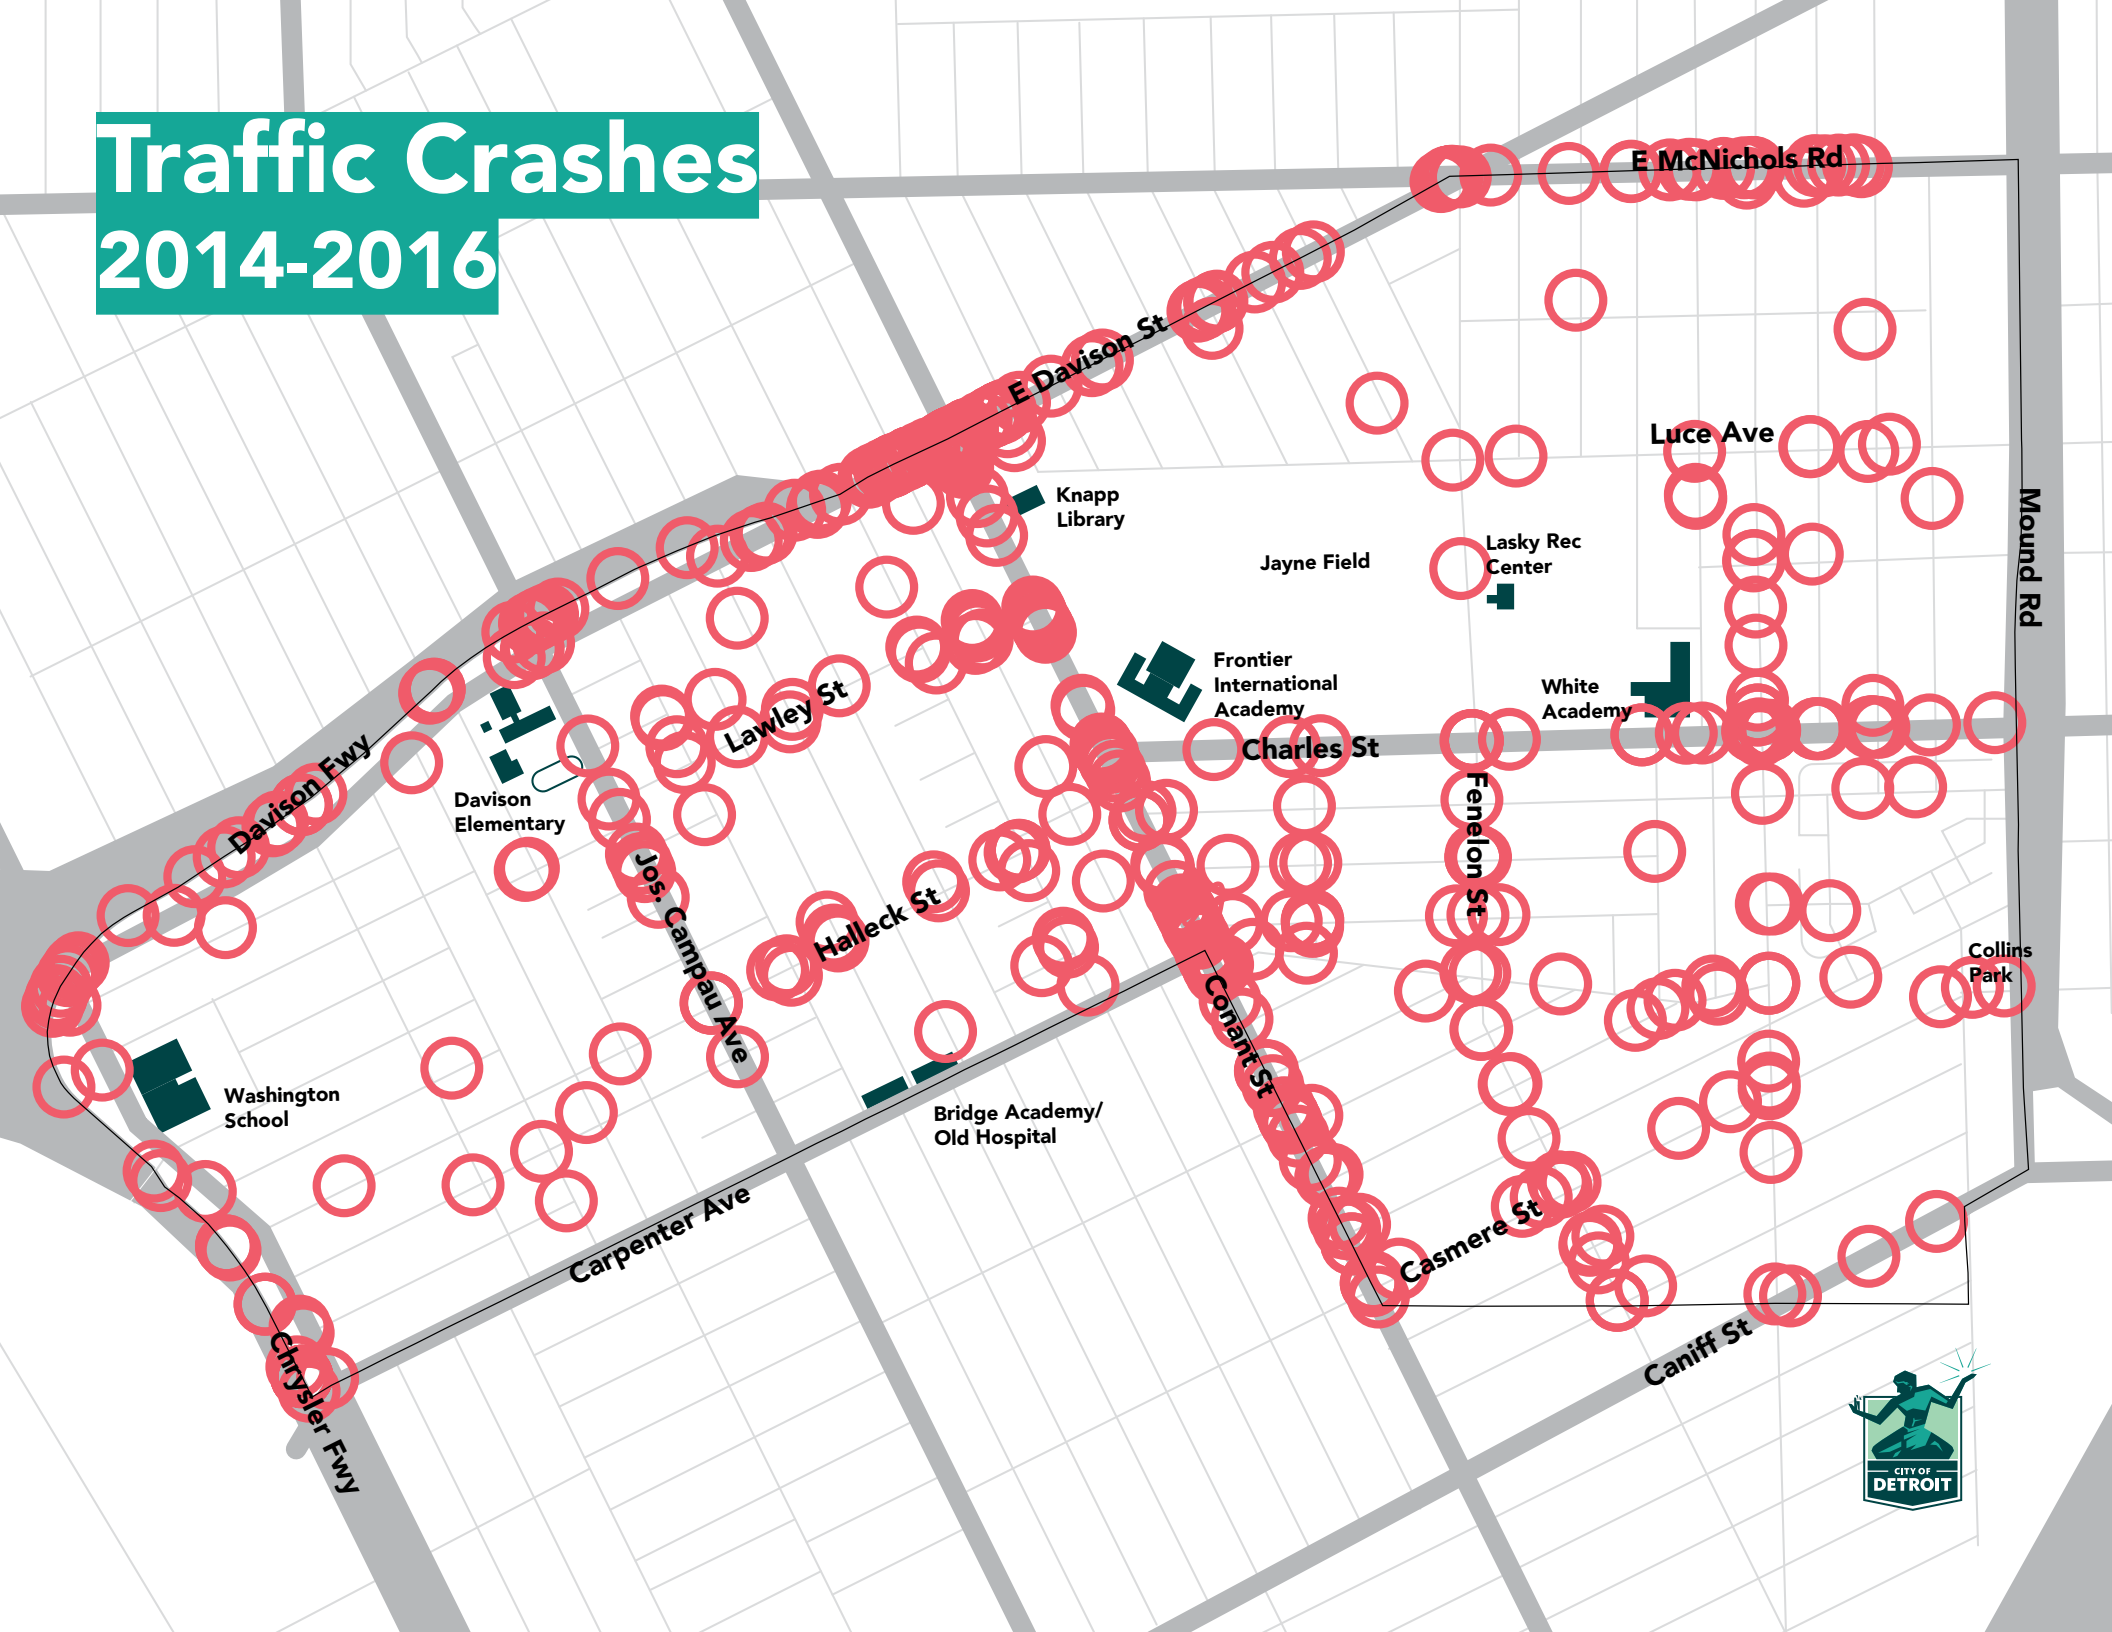 Traffic Crashes
2014-2016
E McNichols Rd
E Davison St
Luce Ave
Knapp
Library
Mound Rd
Jayne Field
Lasky Rec
Center
Frontier
International
Academy
White
Academy
Lawley St
Charles St
Davison Fwy
Davison
Elementary
Fenelon St
Jos. Campau Ave
Halleck St
Collins
Park
Conant St
Washington
School
Bridge Academy/
Old Hospital
Carpenter Ave
Casmere St
Caniff St
Chrysler Fwy
CITY OF
DETROIT